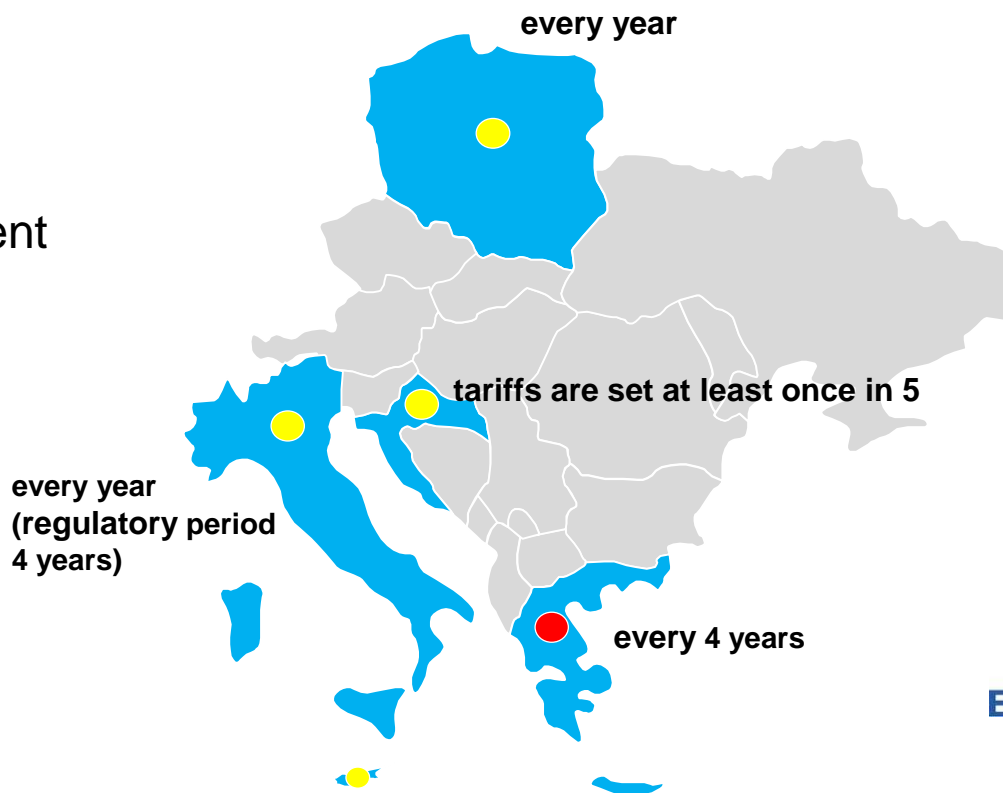 every year
ent
tariffs are set at least once in 5
every year
(regulatory period
4 years)
every 4 years
E